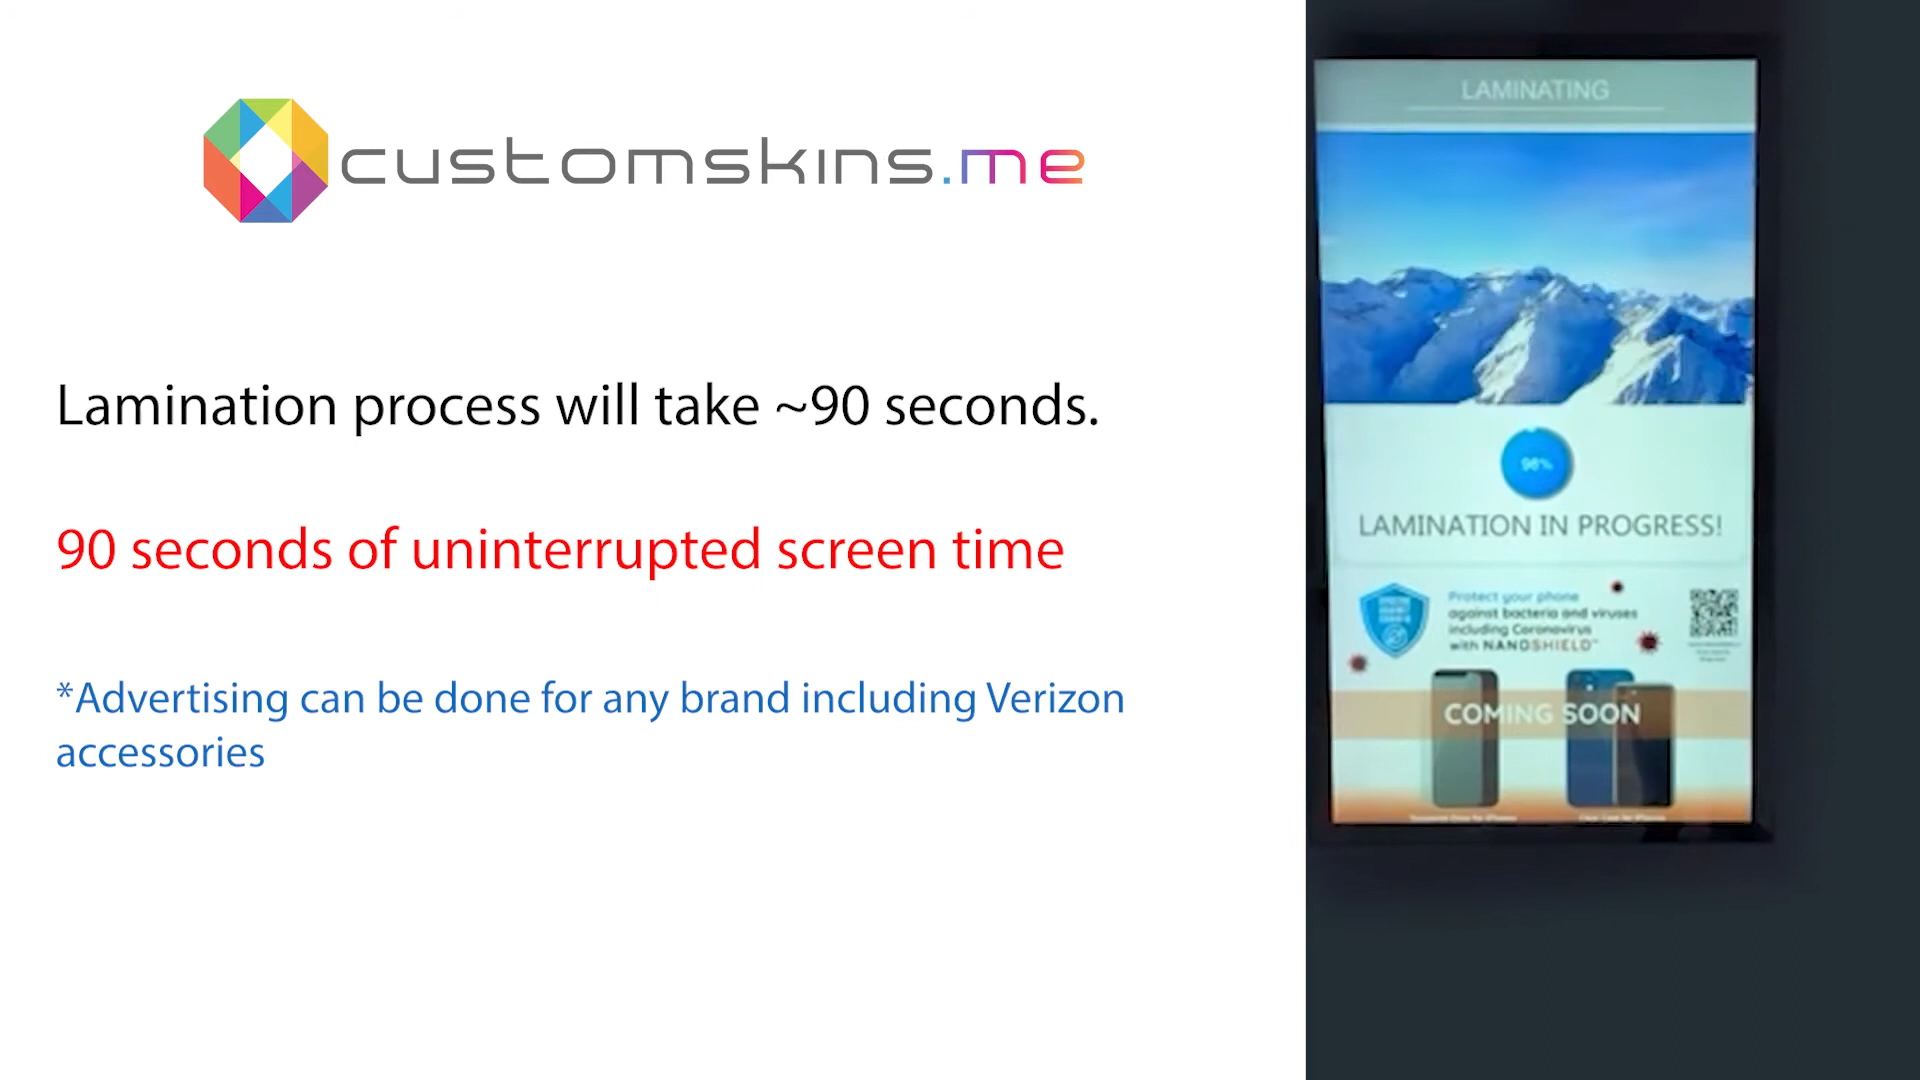 customskins.me
Lamination process will take ~90 seconds.
90 seconds of uninterrupted screen time
*Advertising can be done for any brand including Verizon
accessories
LAMINATING
98%
LAMINATION IN PROGRESS!
Protect your phone
against bacteria and viruses
including Coronavirus
with NANOSHIELD™
COMING SOON